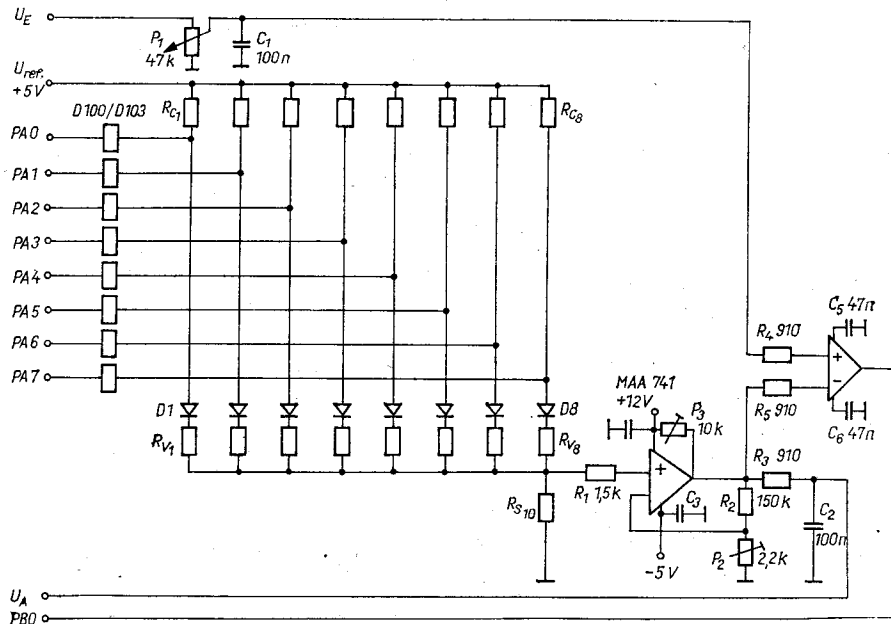 U_E
P_1
47k
C_1
100n
U_ref.
+5V
D100/D103
R_C1
R_C8
PA0
PA1
PA2
PA3
PA4
PA5
PA6
PA7
C_5 47n
R_4 910
+
−
R_5 910
C_6 47n
D1
D8
MAA 741
+12V
P_3
10k
R_V1
R_V8
R_3 910
R_1 1,5k
+
C_3
R_2
150k
C_2
100n
R_S10
P_2
2,2k
-5V
U_A
PB0